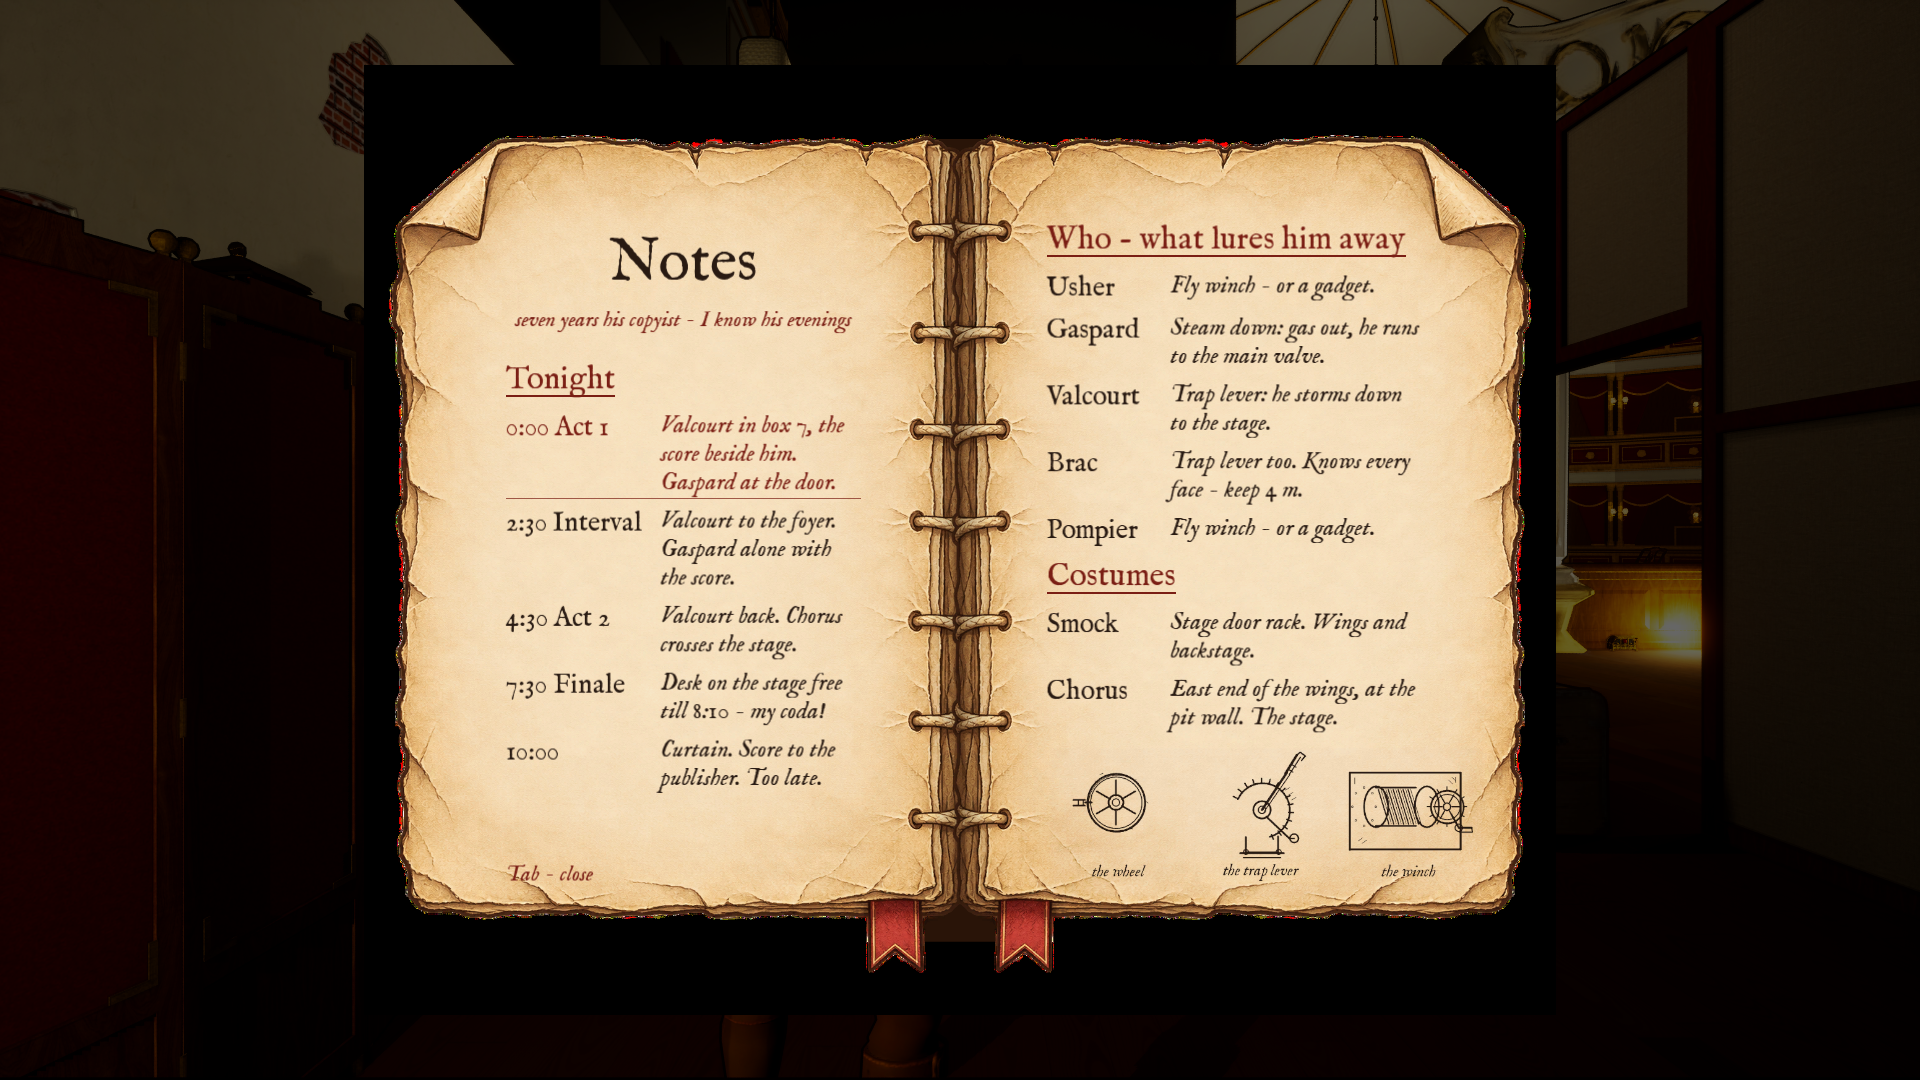 Notes
seven years his copyist - I know his evenings
Tonight
0:00 Act 1
Valcourt in box 7, the
score beside him.
Gaspard at the door.
2:30 Interval
Valcourt to the foyer.
Gaspard alone with
the score.
4:30 Act 2
Valcourt back. Chorus
crosses the stage.
7:30 Finale
Desk on the stage free
till 8:10 - my coda!
10:00
Curtain. Score to the
publisher. Too late.
Tab - close
Who - what lures him away
Usher
Fly winch - or a gadget.
Gaspard
Steam down: gas out, he runs
to the main valve.
Valcourt
Trap lever: he storms down
to the stage.
Brac
Trap lever too. Knows every
face - keep 4 m.
Pompier
Fly winch - or a gadget.
Costumes
Smock
Stage door rack. Wings and
backstage.
Chorus
East end of the wings, at the
pit wall. The stage.
the wheel
the trap lever
the winch